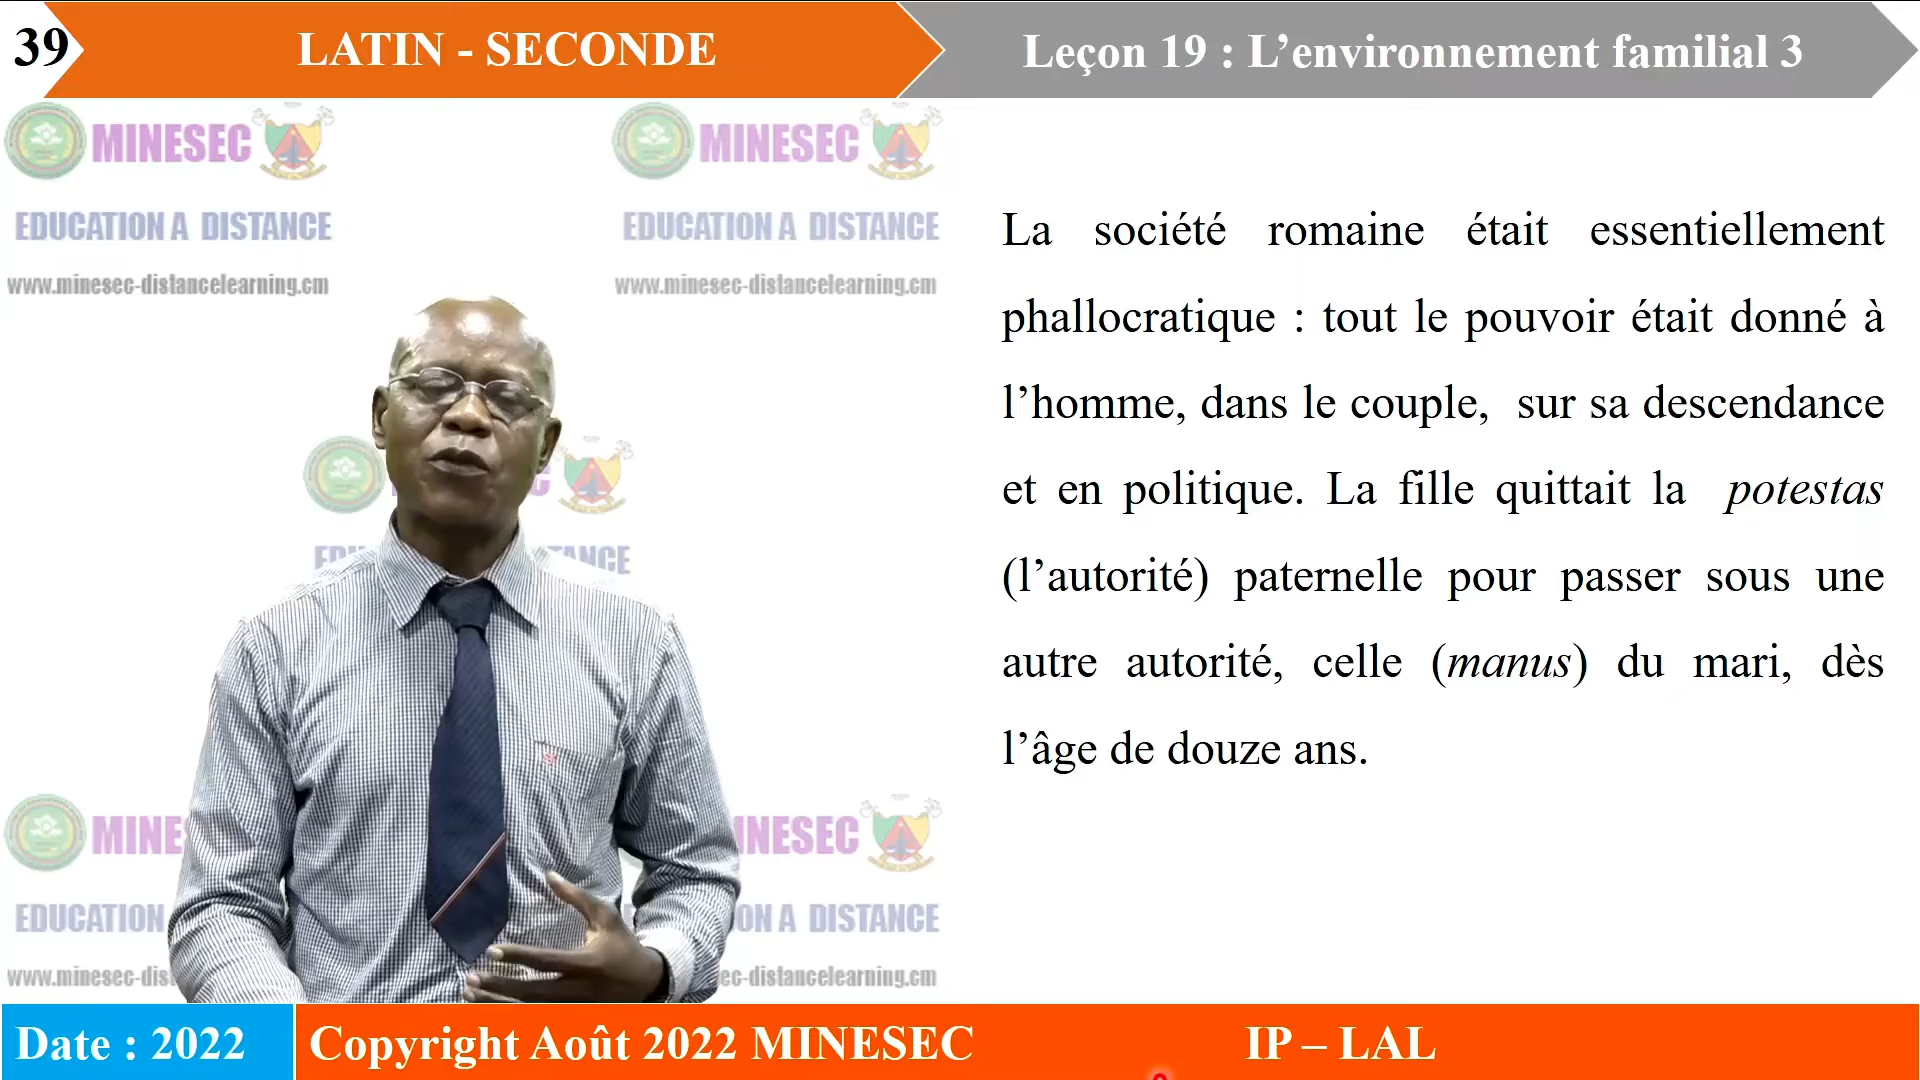 39
LATIN - SECONDE
Leçon 19 : L’environnement familial 3
MINESEC
MINESEC
EDUCATION A DISTANCE
EDUCATION A DISTANCE
www.minesec-distancelearning.cm
www.minesec-distancelearning.cm
La société romaine était essentiellement
phallocratique : tout le pouvoir était donné à
l’homme, dans le couple, sur sa descendance
et en politique. La fille quittait la potestas
(l’autorité) paternelle pour passer sous une
autre autorité, celle (manus) du mari, dès
l’âge de douze ans.
MINES
INESEC
EDUCATION
ON A DISTANCE
www.minesec-dis
ec-distancelearning.cm
Date : 2022
Copyright Août 2022 MINESEC
IP – LAL